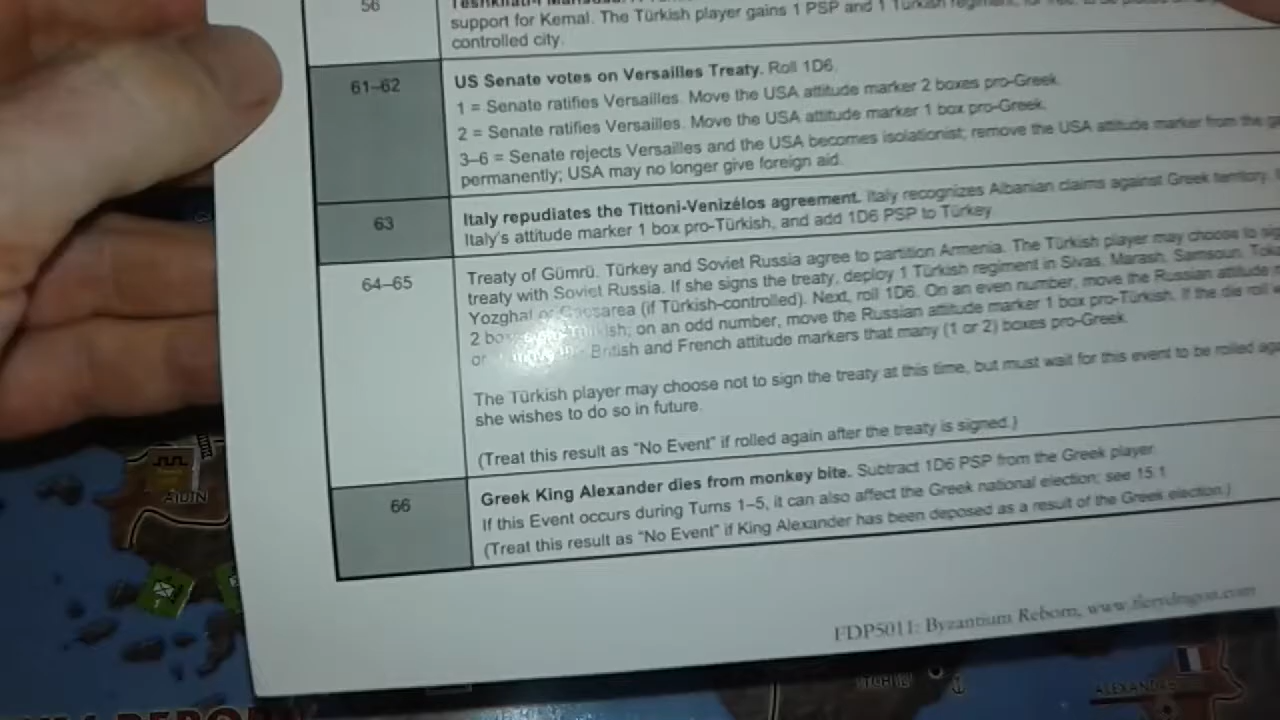 56
support for Kemal. The Türkish player gains 1 PSP and 1 Türkish regiment, for free, to be placed
controlled city.
61–62
US Senate votes on Versailles Treaty. Roll 1D6.
1 = Senate ratifies Versailles. Move the USA attitude marker 2 boxes pro-Greek.
2 = Senate ratifies Versailles. Move the USA attitude marker 1 box pro-Greek.
3–6 = Senate rejects Versailles and the USA becomes isolationist; remove the USA attitude marker from the
permanently; USA may no longer give foreign aid.
63
Italy repudiates the Tittoni-Venizélos agreement. Italy recognizes Albanian claims against Greek territory.
Italy's attitude marker 1 box pro-Türkish, and add 1D6 PSP to Türkey
64–65
Treaty of Gümrü. Türkey and Soviet Russia agree to partition Armenia. The Türkish player may choose to
treaty with Soviet Russia. If she signs the treaty, deploy 1 Türkish regiment in Sivas, Marash, Samsoun,
Yozghat or Caesarea (if Türkish-controlled). Next, roll 1D6. On an even number, move the Russian attitude
2 boxes pro-Türkish; on an odd number, move the Russian attitude marker 1 box pro-Türkish. If the die roll
or British and French attitude markers that many (1 or 2) boxes pro-Greek.
The Türkish player may choose not to sign the treaty at this time, but must wait for this event to be rolled
she wishes to do so in future.
(Treat this result as “No Event” if rolled again after the treaty is signed.)
66
Greek King Alexander dies from monkey bite. Subtract 1D6 PSP from the Greek player.
If this Event occurs during Turns 1–5, it can also affect the Greek national election; see 15.1
(Treat this result as “No Event” if King Alexander has been deposed as a result of the Greek election.)
FDP5011: Byzantium Reborn, www.fierydragon.com
AIDIN